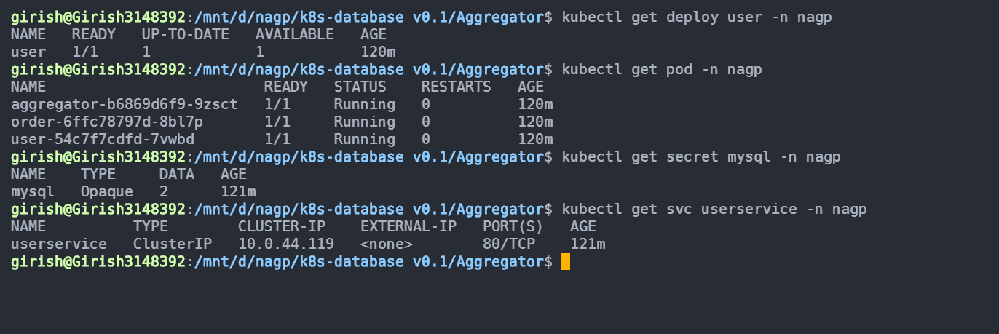 girish@Girish3148392:/mnt/d/nagp/k8s-database v0.1/Aggregator$ kubectl get deploy user -n nagp
NAME   READY   UP-TO-DATE   AVAILABLE   AGE
user   1/1     1            1           120m
girish@Girish3148392:/mnt/d/nagp/k8s-database v0.1/Aggregator$ kubectl get pod -n nagp
NAME                         READY   STATUS    RESTARTS   AGE
aggregator-b6869d6f9-9zsct   1/1     Running   0          120m
order-6ffc78797d-8bl7p       1/1     Running   0          120m
user-54c7f7cdfd-7vwbd        1/1     Running   0          120m
girish@Girish3148392:/mnt/d/nagp/k8s-database v0.1/Aggregator$ kubectl get secret mysql -n nagp
NAME    TYPE     DATA   AGE
mysql   Opaque   2      121m
girish@Girish3148392:/mnt/d/nagp/k8s-database v0.1/Aggregator$ kubectl get svc userservice -n nagp
NAME          TYPE        CLUSTER-IP    EXTERNAL-IP   PORT(S)   AGE
userservice   ClusterIP   10.0.44.119   <none>        80/TCP    121m
girish@Girish3148392:/mnt/d/nagp/k8s-database v0.1/Aggregator$